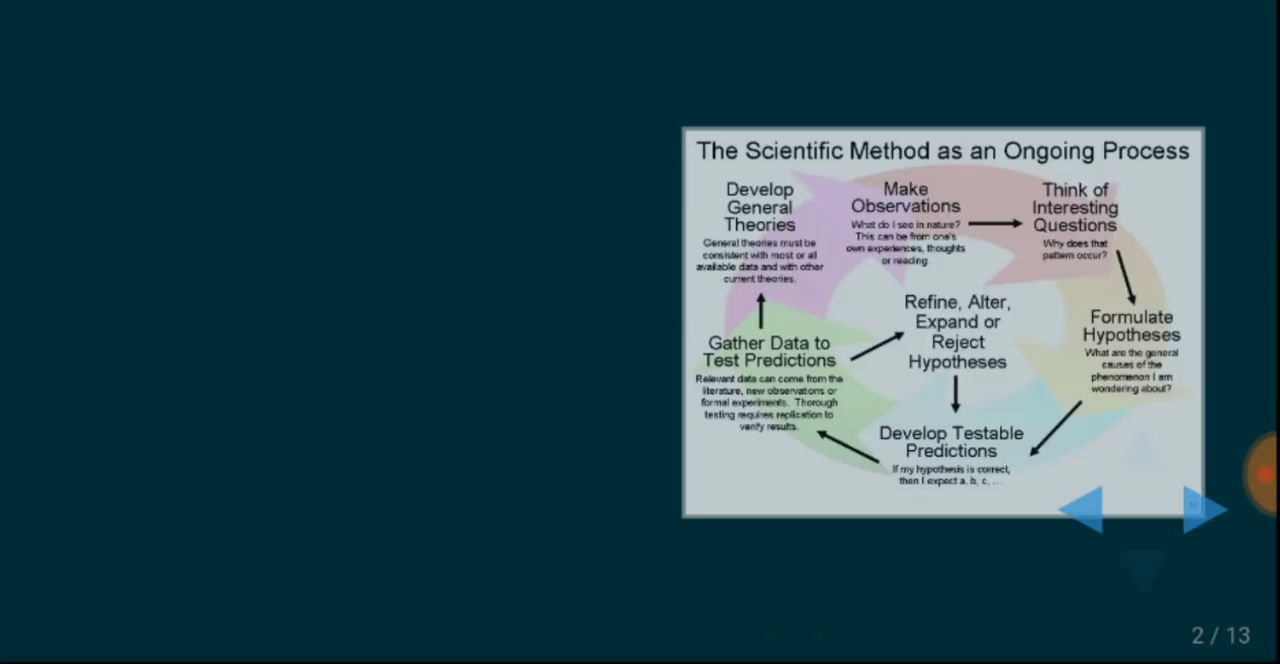 The Scientific Method as an Ongoing Process
Develop
General
Theories
General theories must be
consistent with most or all
available data and with other
current theories.
Make
Observations
What do I see in nature?
This can be from one's
own experiences, thoughts
or reading.
Think of
Interesting
Questions
Why does that
pattern occur?
Refine, Alter,
Expand or
Reject
Hypotheses
Formulate
Hypotheses
What are the general
causes of the
phenomenon I am
wondering about?
Gather Data to
Test Predictions
Relevant data can come from the
literature, new observations or
formal experiments. Thorough
testing requires replication to
verify results.
Develop Testable
Predictions
If my hypothesis is correct,
then I expect a, b, c, ...
2 / 13